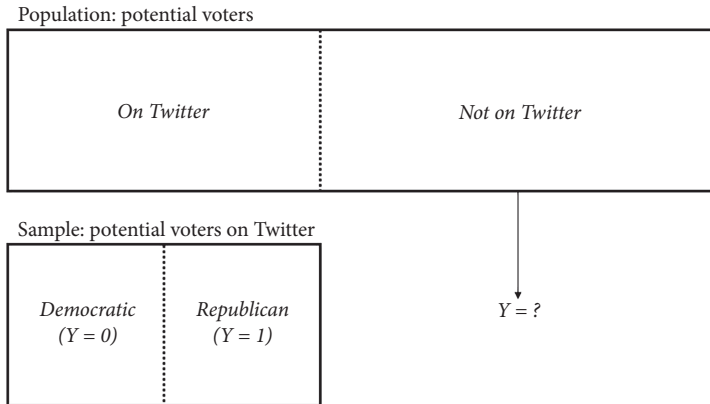 Population: potential voters
On Twitter
Not on Twitter
Sample: potential voters on Twitter
Democratic
(Y = 0)
Republican
(Y = 1)
Y = ?